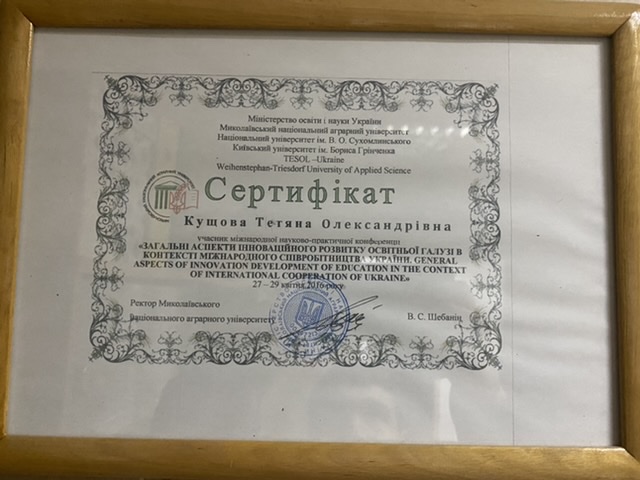 Міністерство освіти і науки України
Миколаївський національний аграрний університет
Національний університет ім. В. О. Сухомлинського
Київський університет ім. Бориса Грінченка
TESOL –Ukraine
Weihenstephan-Triesdorf University of Applied Science
Сертифікат
Кущова Тетяна Олександрівна
учасник міжнародної науково-практичної конференції
«ЗАГАЛЬНІ АСПЕКТИ ІННОВАЦІЙНОГО РОЗВИТКУ ОСВІТНЬОЇ ГАЛУЗІ В
КОНТЕКСТІ МІЖНАРОДНОГО СПІВРОБІТНИЦТВА УКРАЇНИ. GENERAL
ASPECTS OF INNOVATION DEVELOPMENT OF EDUCATION IN THE CONTEXT
OF INTERNATIONAL COOPERATION OF UKRAINE»
27 – 29 квітня 2016 року
Ректор Миколаївського
національного аграрного університету
В. С. Шебанін